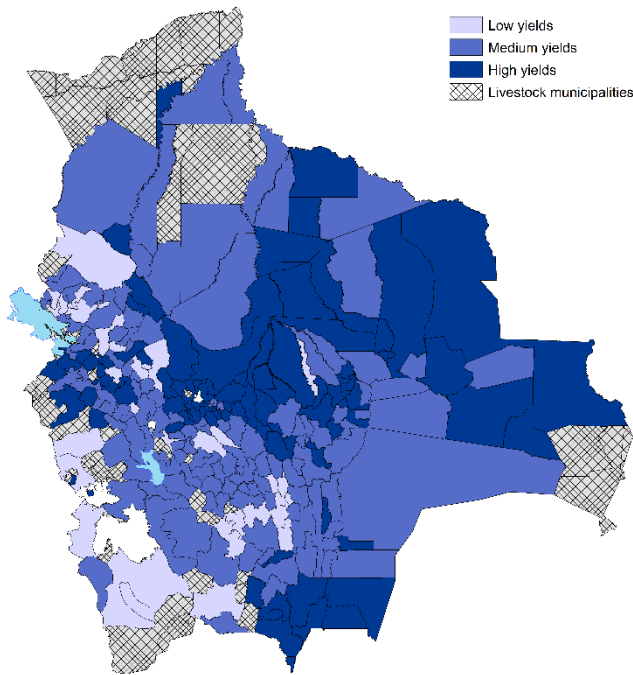 Low yields
Medium yields
High yields
Livestock municipalities